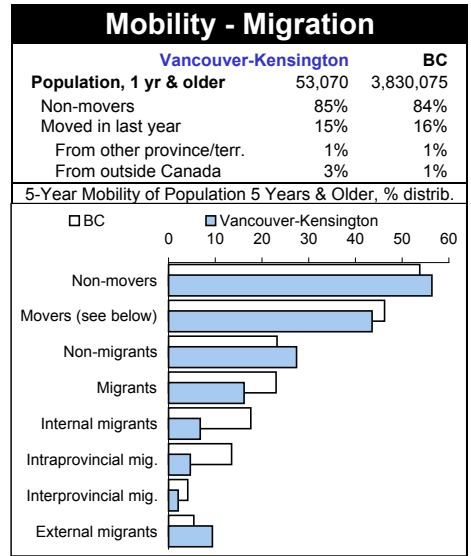 Mobility - Migration
Vancouver-Kensington BC
Population, 1 yr & older 53,070 3,830,075
Non-movers 85% 84%
Moved in last year 15% 16%
From other province/terr. 1% 1%
From outside Canada 3% 1%
5-Year Mobility of Population 5 Years & Older, % distrib.
BC Vancouver-Kensington
0 10 20 30 40 50 60
Non-movers
Movers (see below)
Non-migrants
Migrants
Internal migrants
Intraprovincial mig.
Interprovincial mig.
External migrants